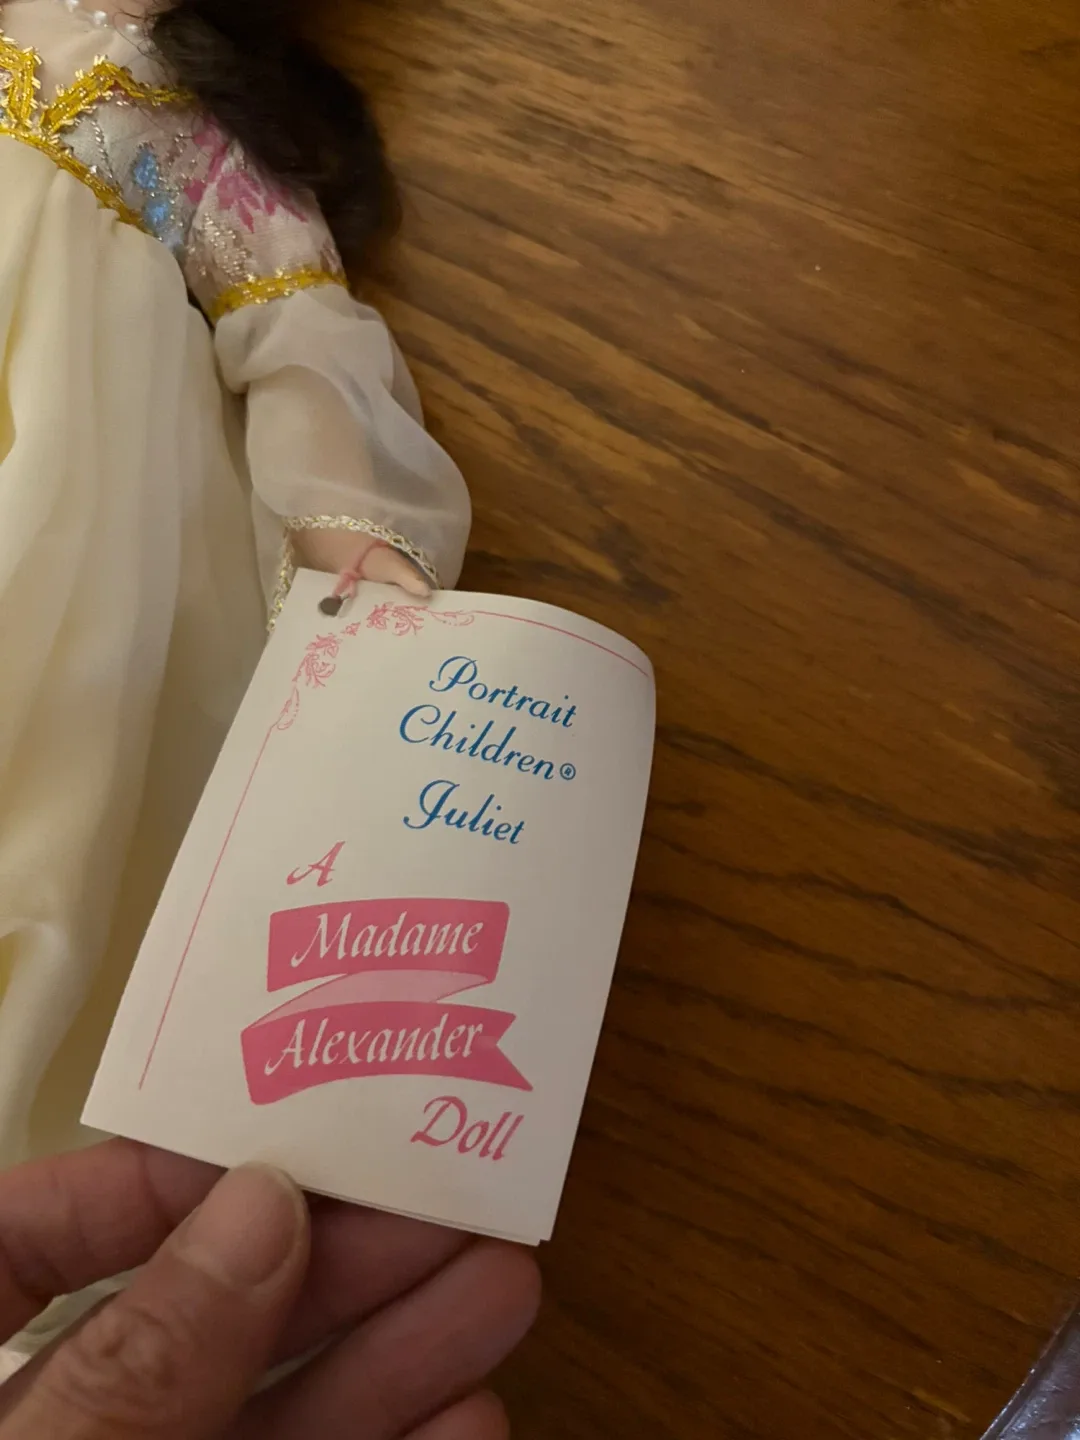 Portrait
Children®
Juliet
A
Madame
Alexander
Doll